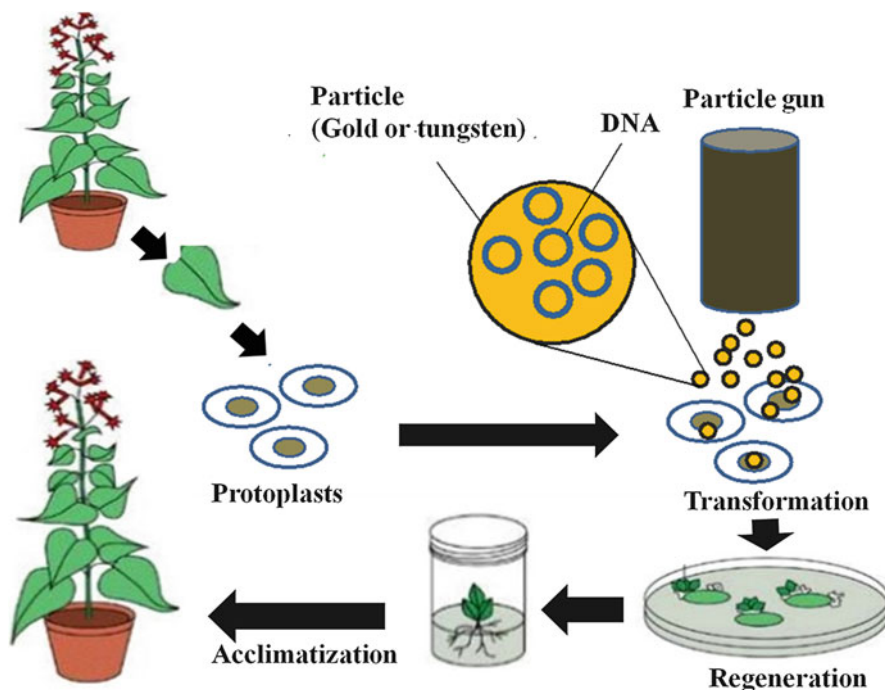 Particle
(Gold or tungsten)
DNA
Particle gun
Protoplasts
Transformation
Acclimatization
Regeneration